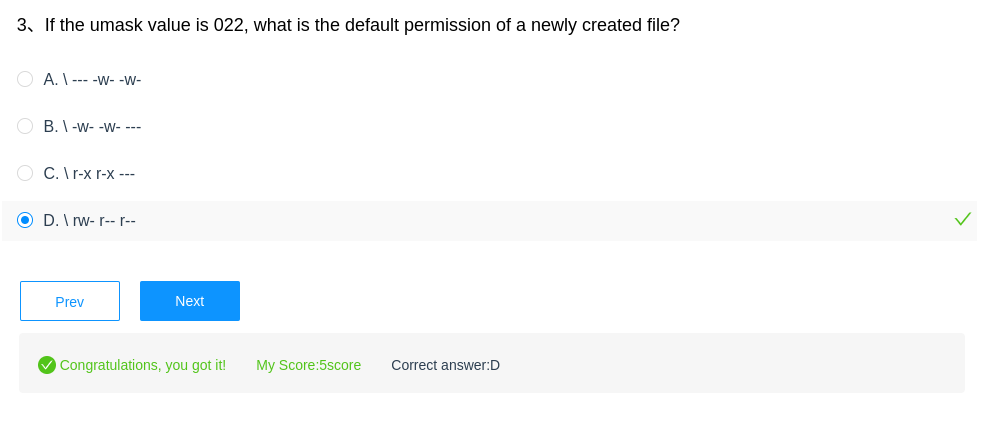 3、If the umask value is 022, what is the default permission of a newly created file?
A. \ --- -w- -w-
B. \ -w- -w- ---
C. \ r-x r-x ---
D. \ rw- r-- r--
Prev
Next
Congratulations, you got it! My Score:5score Correct answer:D